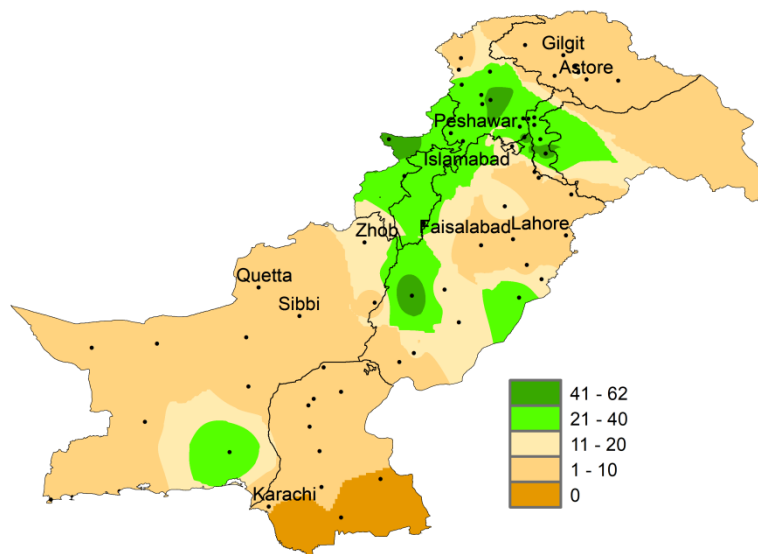 Gilgit
Astore
Peshawar
Islamabad
Zhob
Faisalabad
Lahore
Quetta
Sibbi
Karachi
41 - 62
21 - 40
11 - 20
1 - 10
0